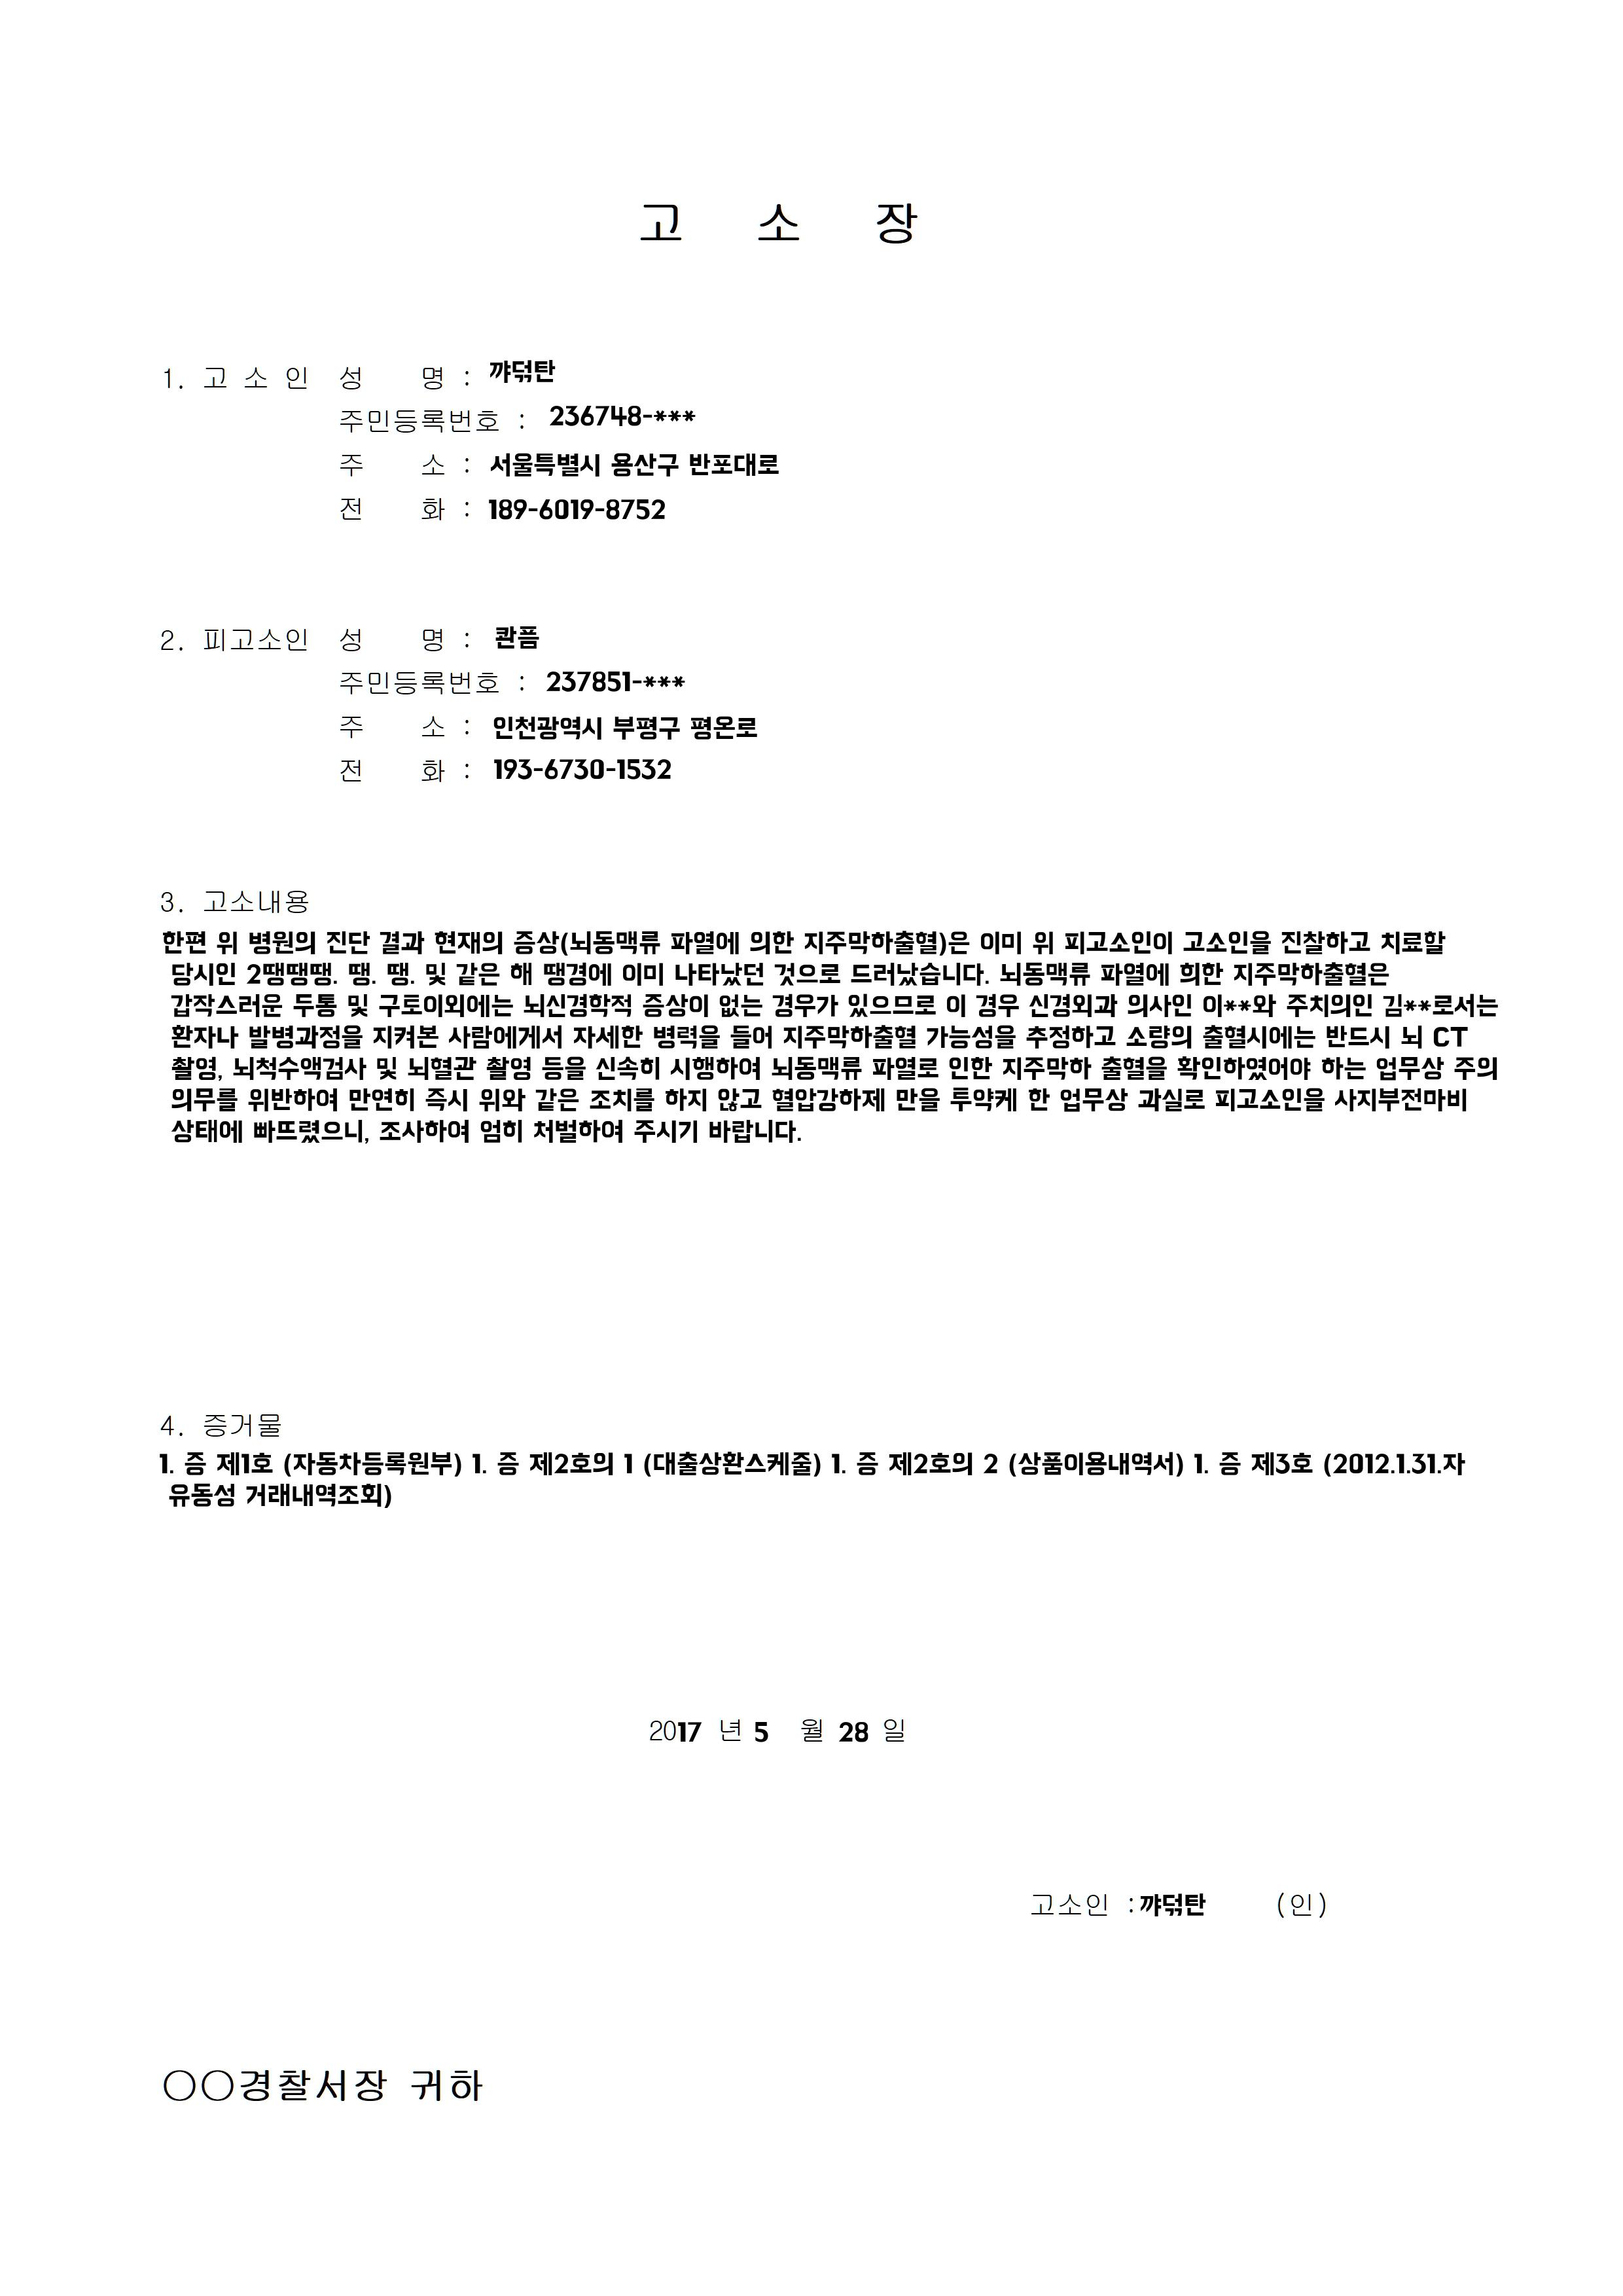 고 소 장
1. 고 소 인 성 명 : 꺄덖탄
주민등록번호 : 236748-***
주 소 : 서울특별시 용산구 반포대로
전 화 : 189-6019-8752
2. 피고소인 성 명 : 콴픔
주민등록번호 : 237851-***
주 소 : 인천광역시 부평구 평온로
전 화 : 193-6730-1532
3. 고소내용
한편 위 병원의 진단 결과 현재의 증상(뇌동맥류 파열에 의한 지주막하출혈)은 이미 위 피고소인이 고소인을 진찰하고 치료할
당시인 2땡땡땡. 땡. 땡. 및 같은 해 땡경에 이미 나타났던 것으로 드러났습니다. 뇌동맥류 파열에 희한 지주막하출혈은
갑작스러운 두통 및 구토이외에는 뇌신경학적 증상이 없는 경우가 있으므로 이 경우 신경외과 의사인 이**와 주치의인 김**로서는
환자나 발병과정을 지켜본 사람에게서 자세한 병력을 들어 지주막하출혈 가능성을 추정하고 소량의 출혈시에는 반드시 뇌 CT
촬영, 뇌척수액검사 및 뇌혈관 촬영 등을 신속히 시행하여 뇌동맥류 파열로 인한 지주막하 출혈을 확인하였어야 하는 업무상 주의
의무를 위반하여 만연히 즉시 위와 같은 조치를 하지 않고 혈압강하제 만을 투약케 한 업무상 과실로 피고소인을 사지부전마비
상태에 빠뜨렸으니, 조사하여 엄히 처벌하여 주시기 바랍니다.
4. 증거물
1. 증 제1호 (자동차등록원부) 1. 증 제2호의 1 (대출상환스케줄) 1. 증 제2호의 2 (상품이용내역서) 1. 증 제3호 (2012.1.31.자
유동성 거래내역조회)
2017 년 5 월 28 일
고소인 :꺄덖탄 (인)
○○경찰서장 귀하